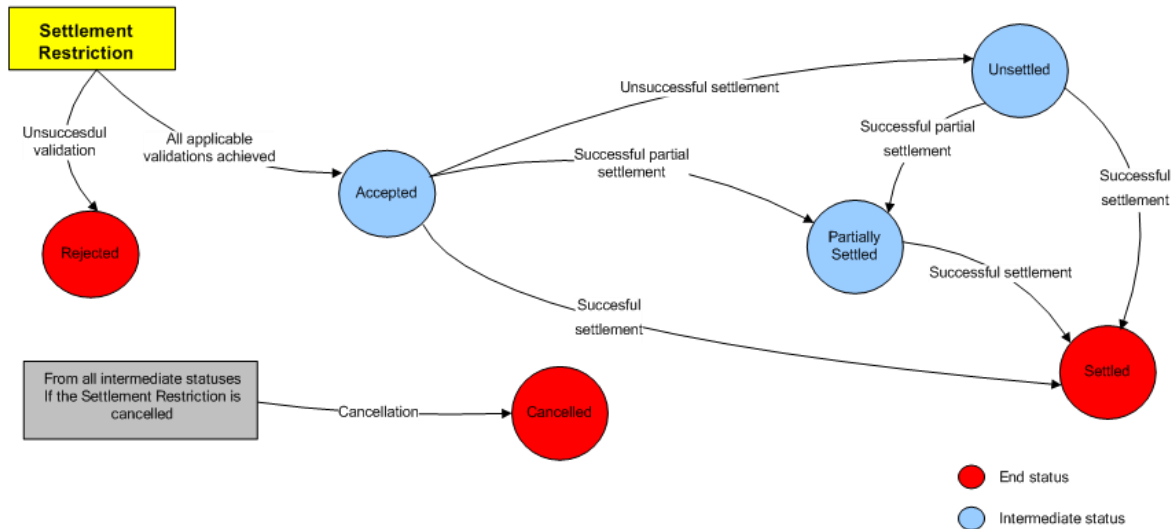 Settlement
Restriction
Unsuccesdul
validation
All applicable
validations achieved
Rejected
Accepted
Unsuccessful settlement
Successful partial
settlement
Unsettled
Successful partial
settlement
Successful
settlement
Partially
Settled
Successful settlement
Succesful
settlement
Settled
From all intermediate statuses
If the Settlement Restriction is
cancelled
Cancellation
Cancelled
End status
Intermediate status